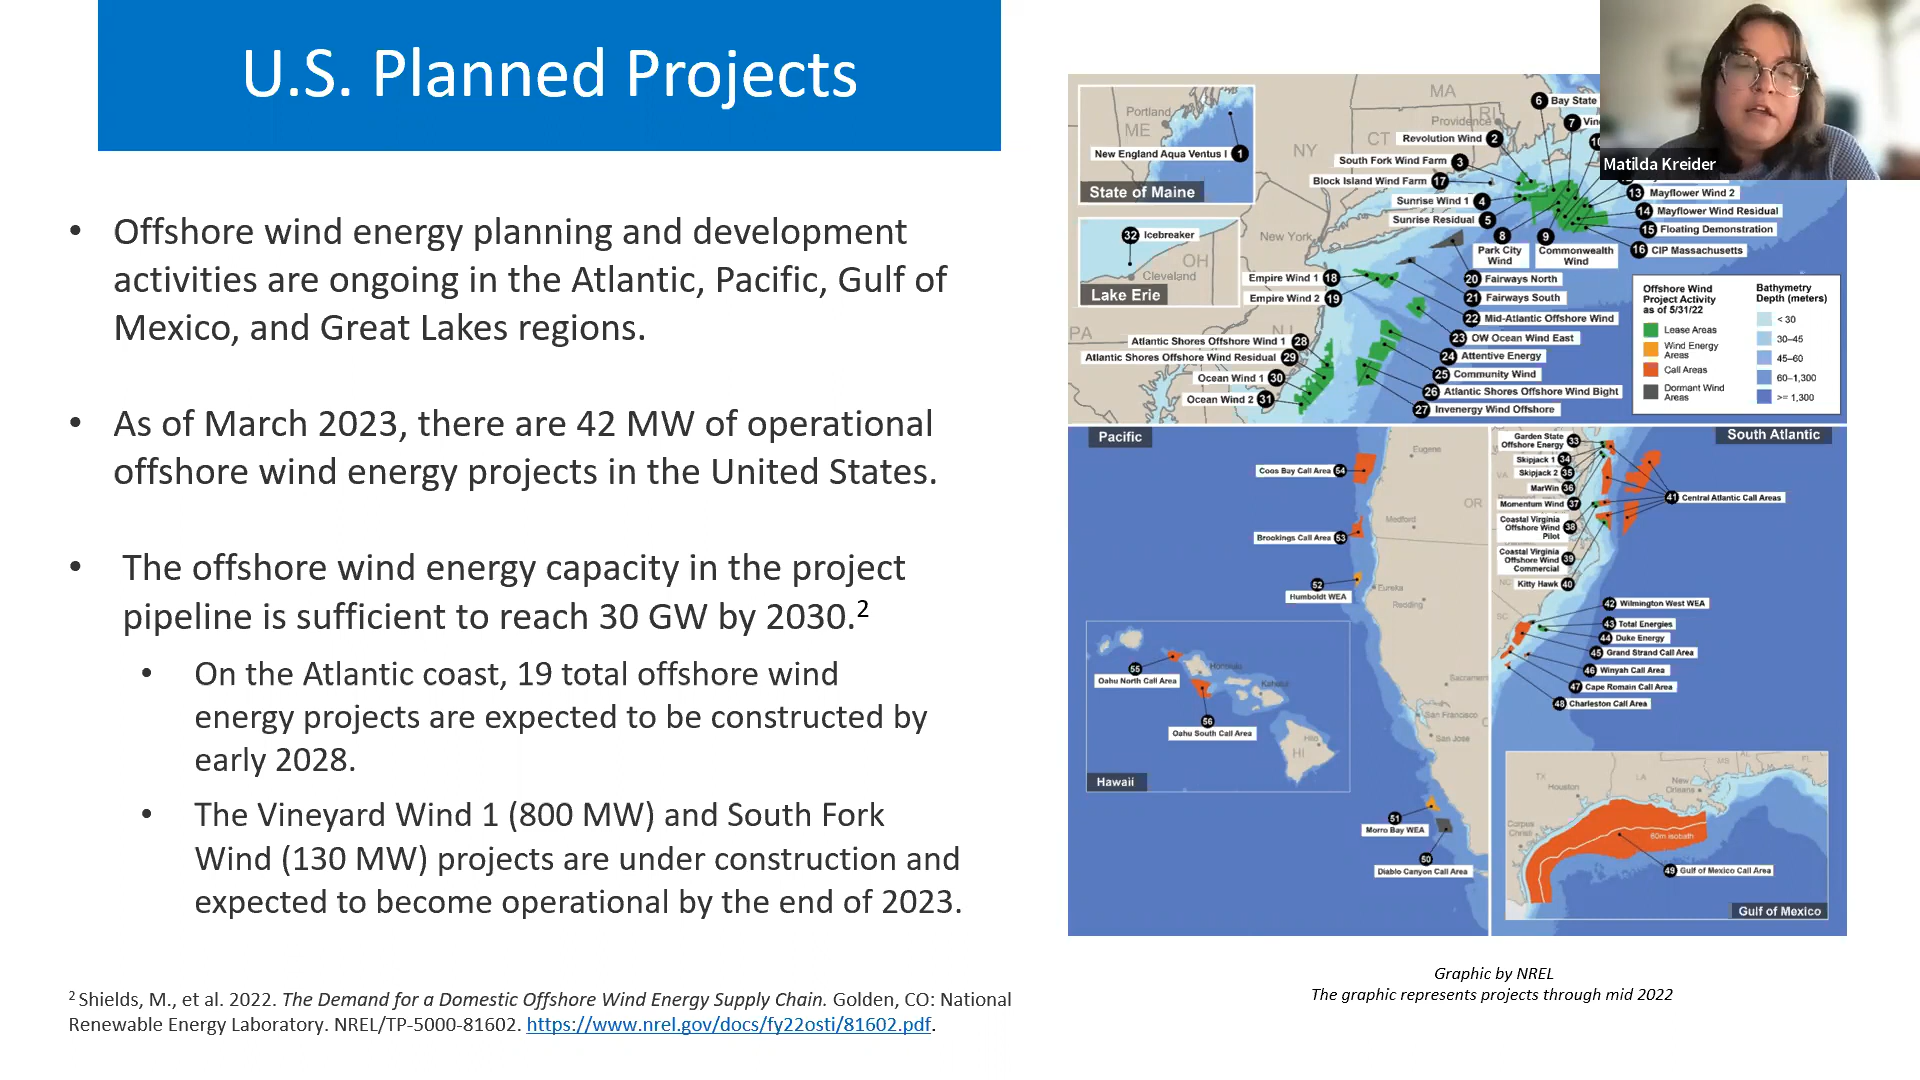 U.S. Planned Projects
• Offshore wind energy planning and development
activities are ongoing in the Atlantic, Pacific, Gulf of
Mexico, and Great Lakes regions.
• As of March 2023, there are 42 MW of operational
offshore wind energy projects in the United States.
• The offshore wind energy capacity in the project
pipeline is sufficient to reach 30 GW by 2030.²
• On the Atlantic coast, 19 total offshore wind
energy projects are expected to be constructed by
early 2028.
• The Vineyard Wind 1 (800 MW) and South Fork
Wind (130 MW) projects are under construction and
expected to become operational by the end of 2023.
² Shields, M., et al. 2022. The Demand for a Domestic Offshore Wind Energy Supply Chain. Golden, CO: National
Renewable Energy Laboratory. NREL/TP-5000-81602. https://www.nrel.gov/docs/fy22osti/81602.pdf.
Matilda Kreider
Portland
ME
New England Aqua Ventus I 1
State of Maine
32 Icebreaker
OH
Cleveland
Lake Erie
MA
RI
Providence
CT
NY
New York
PA
NJ
6 Bay State
7 Vin
10
Revolution Wind 2
South Fork Wind Farm 3
Block Island Wind Farm 17
Sunrise Wind 1 4
Sunrise Residual 5
8
Park City
Wind
9
Commonwealth
Wind
13 Mayflower Wind 2
14 Mayflower Wind Residual
15 Floating Demonstration
16 CIP Massachusetts
Empire Wind 1 18
Empire Wind 2 19
20 Fairways North
21 Fairways South
22 Mid-Atlantic Offshore Wind
23 OW Ocean Wind East
24 Attentive Energy
25 Community Wind
26 Atlantic Shores Offshore Wind Bight
27 Invenergy Wind Offshore
Atlantic Shores Offshore Wind 1 28
Atlantic Shores Offshore Wind Residual 29
Ocean Wind 1 30
Ocean Wind 2 31
Offshore Wind
Project Activity
as of 5/31/22
Lease Areas
Wind Energy
Areas
Call Areas
Dormant Wind
Areas
Bathymetry
Depth (meters)
< 30
30–45
45–60
60–1,300
>= 1,300
Pacific
Coos Bay Call Area 54
Brookings Call Area 53
52
Humboldt WEA
Eugene
OR
Medford
Eureka
Redding
Sacramento
San Francisco
San Jose
51
Morro Bay WEA
50
Diablo Canyon Call Area
55
Oahu North Call Area
56
Oahu South Call Area
Honolulu
Kahului
Hilo
HI
Hawaii
South Atlantic
Garden State
Offshore Energy 33
Skipjack 1 34
Skipjack 2 35
MarWin 36
Momentum Wind 37
Coastal Virginia
Offshore Wind
Pilot 38
Coastal Virginia
Offshore Wind
Commercial 39
Kitty Hawk 40
41 Central Atlantic Call Areas
VA
NC
SC
42 Wilmington West WEA
43 Total Energies
44 Duke Energy
45 Grand Strand Call Area
46 Winyah Call Area
47 Cape Romain Call Area
48 Charleston Call Area
TX
LA
MS
AL
FL
Houston
New
Orleans
Corpus
Christi
60m isobath
49 Gulf of Mexico Call Area
Gulf of Mexico
Graphic by NREL
The graphic represents projects through mid 2022